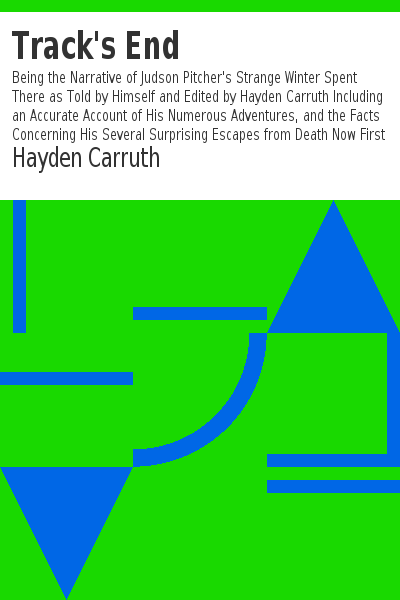 Track's End
Being the Narrative of Judson Pitcher's Strange Winter Spent
There as Told by Himself and Edited by Hayden Carruth Including
an Accurate Account of His Numerous Adventures, and the Facts
Concerning His Several Surprising Escapes from Death Now First
Hayden Carruth